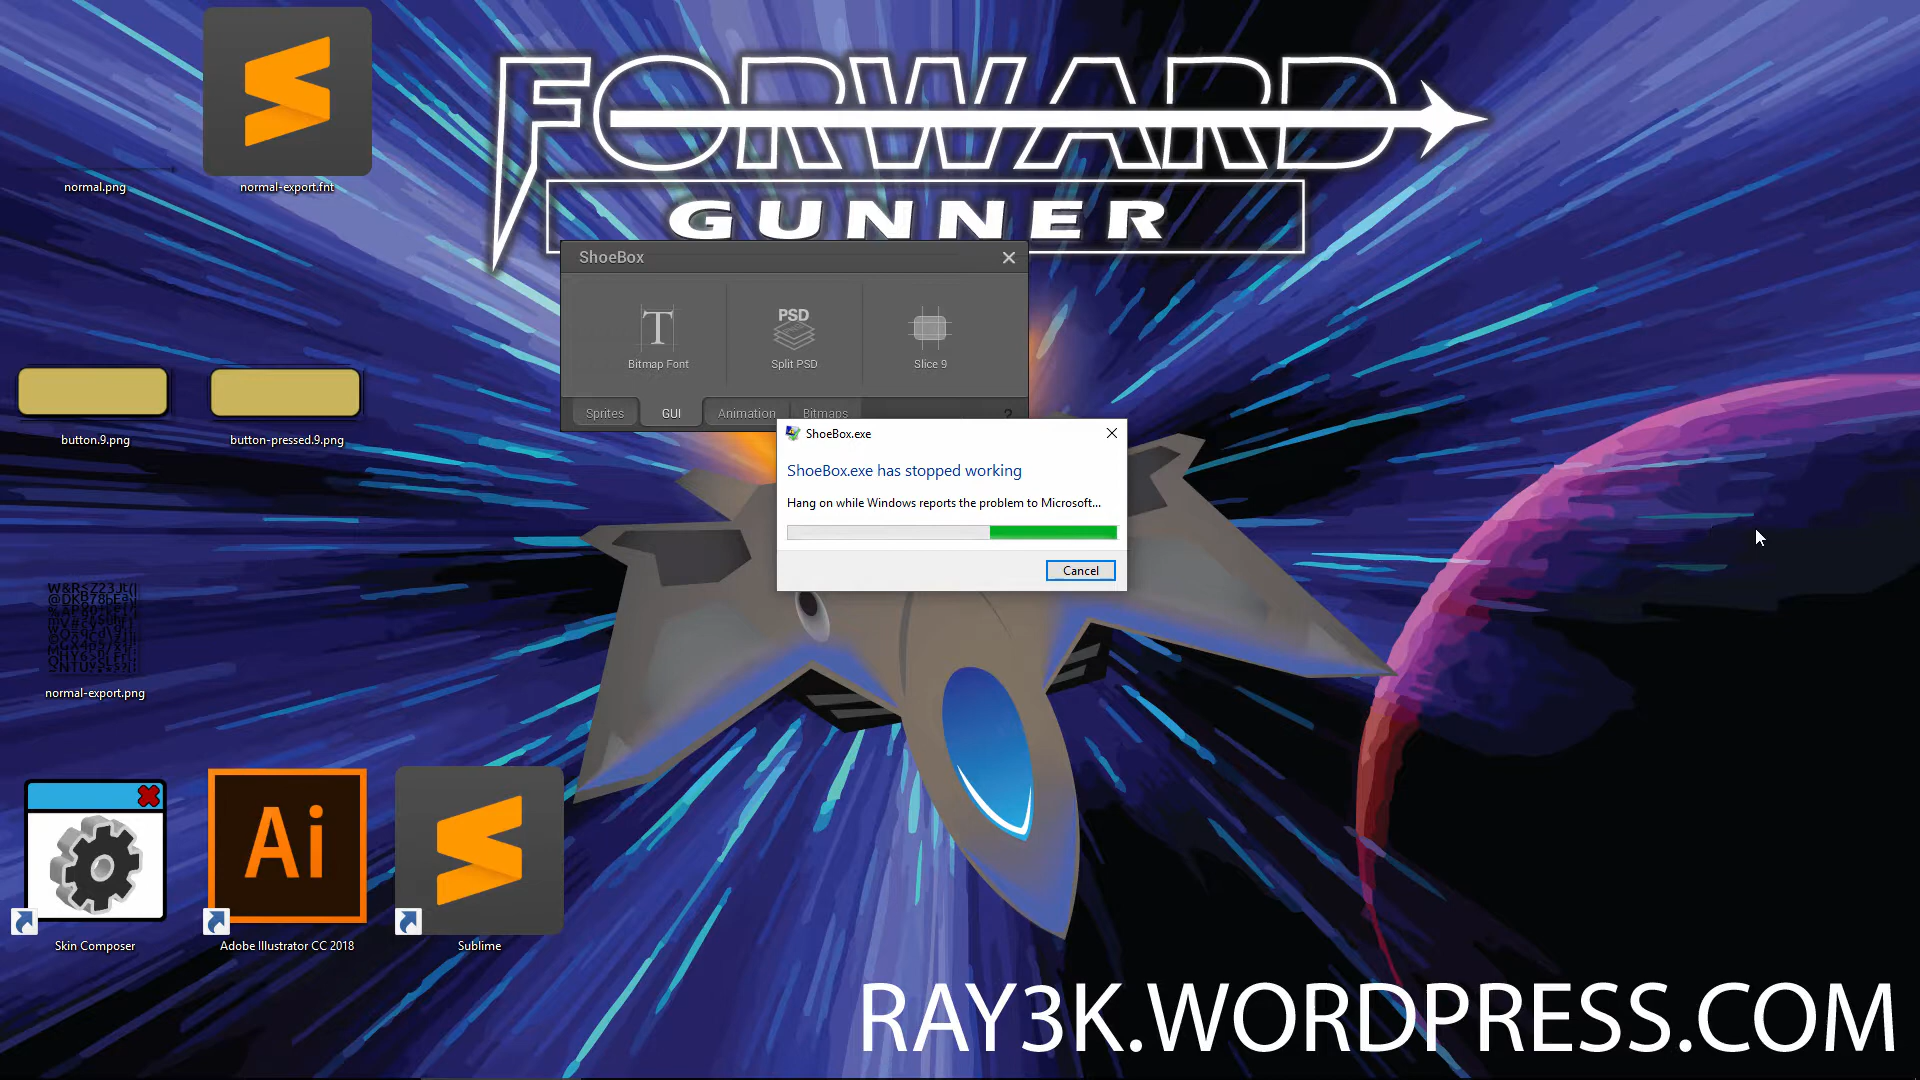 FORWARD
GUNNER
normal.png
normal-export.fnt
ShoeBox
T
Bitmap Font
PSD
Split PSD
Slice 9
Sprites
GUI
Animation
Bitmaps
?
button.9.png
button-pressed.9.png
ShoeBox.exe
ShoeBox.exe has stopped working
Hang on while Windows reports the problem to Microsoft...
Cancel
normal-export.png
Ai
Skin Composer
Adobe Illustrator CC 2018
Sublime
RAY3K.WORDPRESS.COM